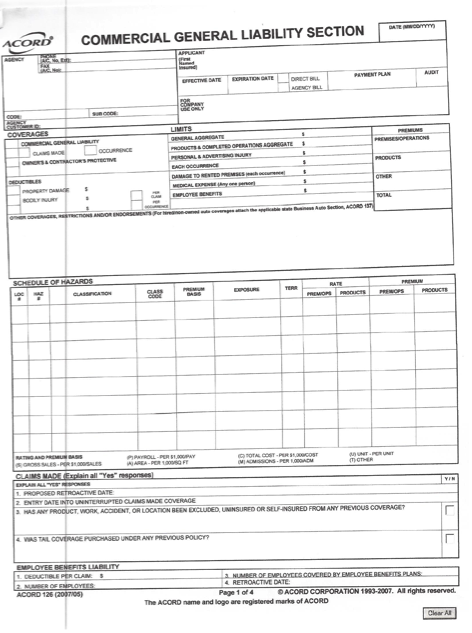 ACORD® COMMERCIAL GENERAL LIABILITY SECTION
DATE (MM/DD/YYYY)
AGENCY
PHONE (A/C, No, Ext):
FAX (A/C, No):
APPLICANT (First Named Insured)
EFFECTIVE DATE EXPIRATION DATE DIRECT BILL PAYMENT PLAN AUDIT
AGENCY BILL
FOR COMPANY USE ONLY
CODE: SUB CODE:
AGENCY CUSTOMER ID:
COVERAGES LIMITS
COMMERCIAL GENERAL LIABILITY
CLAIMS MADE OCCURRENCE
OWNER'S & CONTRACTOR'S PROTECTIVE
DEDUCTIBLES
PROPERTY DAMAGE $
BODILY INJURY $
$
PER CLAIM
PER OCCURRENCE
GENERAL AGGREGATE $
PRODUCTS & COMPLETED OPERATIONS AGGREGATE $
PERSONAL & ADVERTISING INJURY $
EACH OCCURRENCE $
DAMAGE TO RENTED PREMISES (each occurrence) $
MEDICAL EXPENSE (Any one person) $
EMPLOYEE BENEFITS $
PREMIUMS
PREMISES/OPERATIONS
PRODUCTS
OTHER
TOTAL
OTHER COVERAGES, RESTRICTIONS AND/OR ENDORSEMENTS (For hired/non-owned auto coverages attach the applicable state Business Auto Section, ACORD 137)
SCHEDULE OF HAZARDS
LOC # HAZ # CLASSIFICATION CLASS CODE PREMIUM BASIS EXPOSURE TERR RATE PREMIUM
PREM/OPS PRODUCTS PREM/OPS PRODUCTS
RATING AND PREMIUM BASIS (P) PAYROLL - PER $1,000/PAY (C) TOTAL COST - PER $1,000/COST (U) UNIT - PER UNIT
(S) GROSS SALES - PER $1,000/SALES (A) AREA - PER 1,000/SQ FT (M) ADMISSIONS - PER 1,000/ADM (T) OTHER
CLAIMS MADE (Explain all "Yes" responses)
EXPLAIN ALL "YES" RESPONSES Y / N
1. PROPOSED RETROACTIVE DATE:
2. ENTRY DATE INTO UNINTERRUPTED CLAIMS MADE COVERAGE
3. HAS ANY PRODUCT, WORK, ACCIDENT, OR LOCATION BEEN EXCLUDED, UNINSURED OR SELF-INSURED FROM ANY PREVIOUS COVERAGE?
4. WAS TAIL COVERAGE PURCHASED UNDER ANY PREVIOUS POLICY?
EMPLOYEE BENEFITS LIABILITY
1. DEDUCTIBLE PER CLAIM: $ 3. NUMBER OF EMPLOYEES COVERED BY EMPLOYEE BENEFITS PLANS:
2. NUMBER OF EMPLOYEES: 4. RETROACTIVE DATE:
ACORD 126 (2007/05) Page 1 of 4 © ACORD CORPORATION 1993-2007. All rights reserved.
The ACORD name and logo are registered marks of ACORD
Clear All